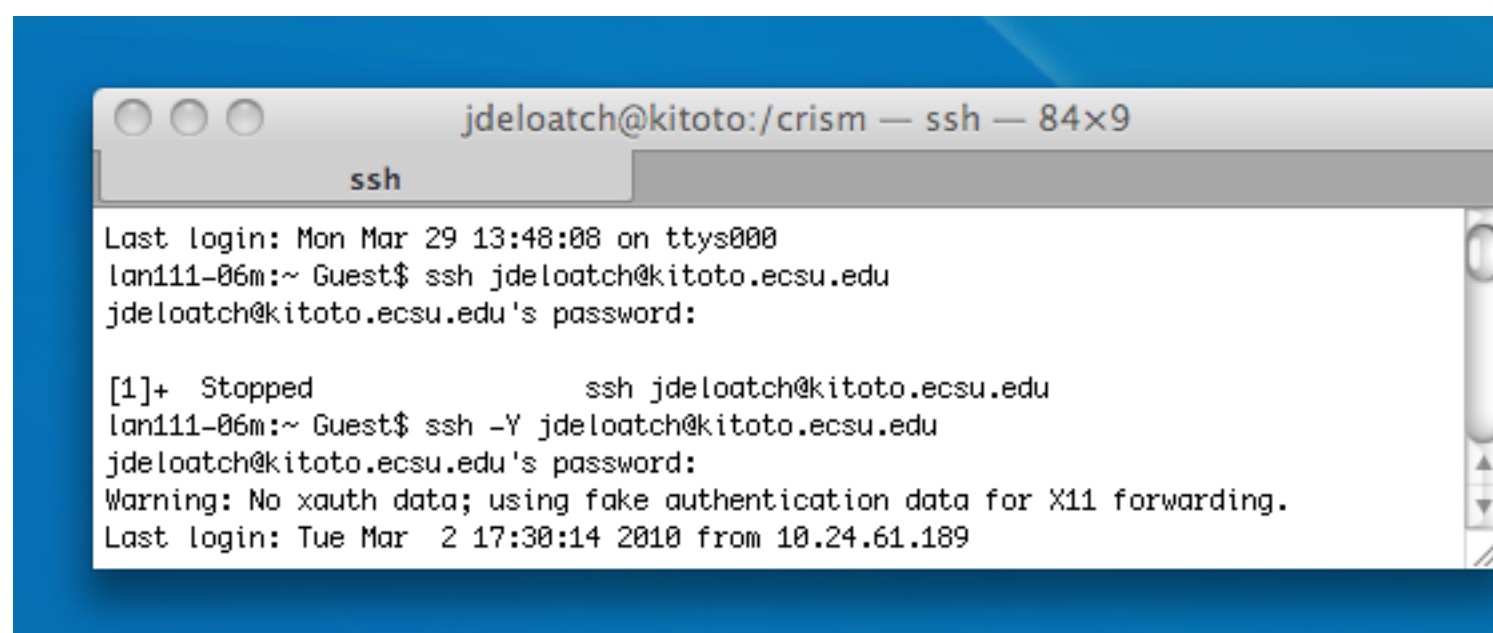 jdeloatch@kitoto:/crism — ssh — 84×9
ssh
Last login: Mon Mar 29 13:48:08 on ttys000
lan111-06m:~ Guest$ ssh jdeloatch@kitoto.ecsu.edu
jdeloatch@kitoto.ecsu.edu's password:
[1]+  Stopped                 ssh jdeloatch@kitoto.ecsu.edu
lan111-06m:~ Guest$ ssh -Y jdeloatch@kitoto.ecsu.edu
jdeloatch@kitoto.ecsu.edu's password:
Warning: No xauth data; using fake authentication data for X11 forwarding.
Last login: Tue Mar  2 17:30:14 2010 from 10.24.61.189